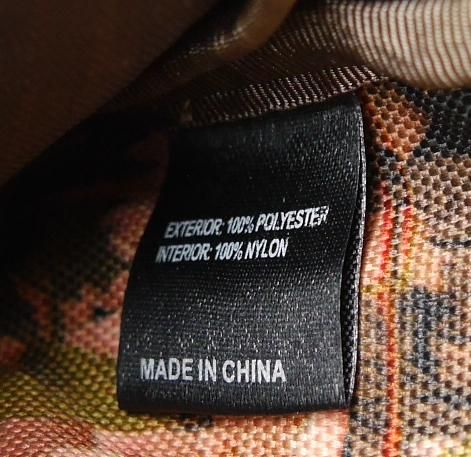 EXTERIOR: 100% POLYESTER
INTERIOR: 100% NYLON
MADE IN CHINA